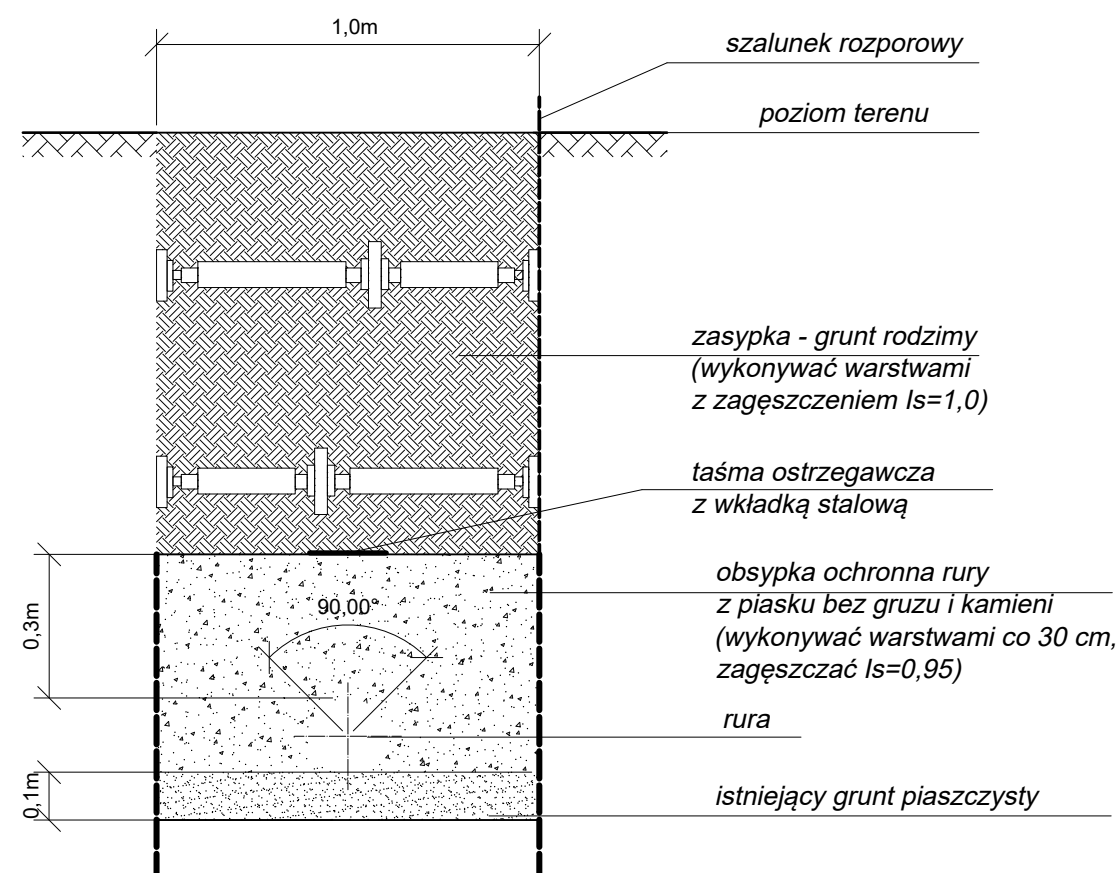 1,0m
szalunek rozporowy
poziom terenu
zasypka - grunt rodzimy
(wykonywać warstwami
z zagęszczeniem Is=1,0)
taśma ostrzegawcza
z wkładką stalową
obsypka ochronna rury
z piasku bez gruzu i kamieni
(wykonywać warstwami co 30 cm,
zagęszczać Is=0,95)
90,00°
0,3m
rura
0,1m
istniejący grunt piaszczysty